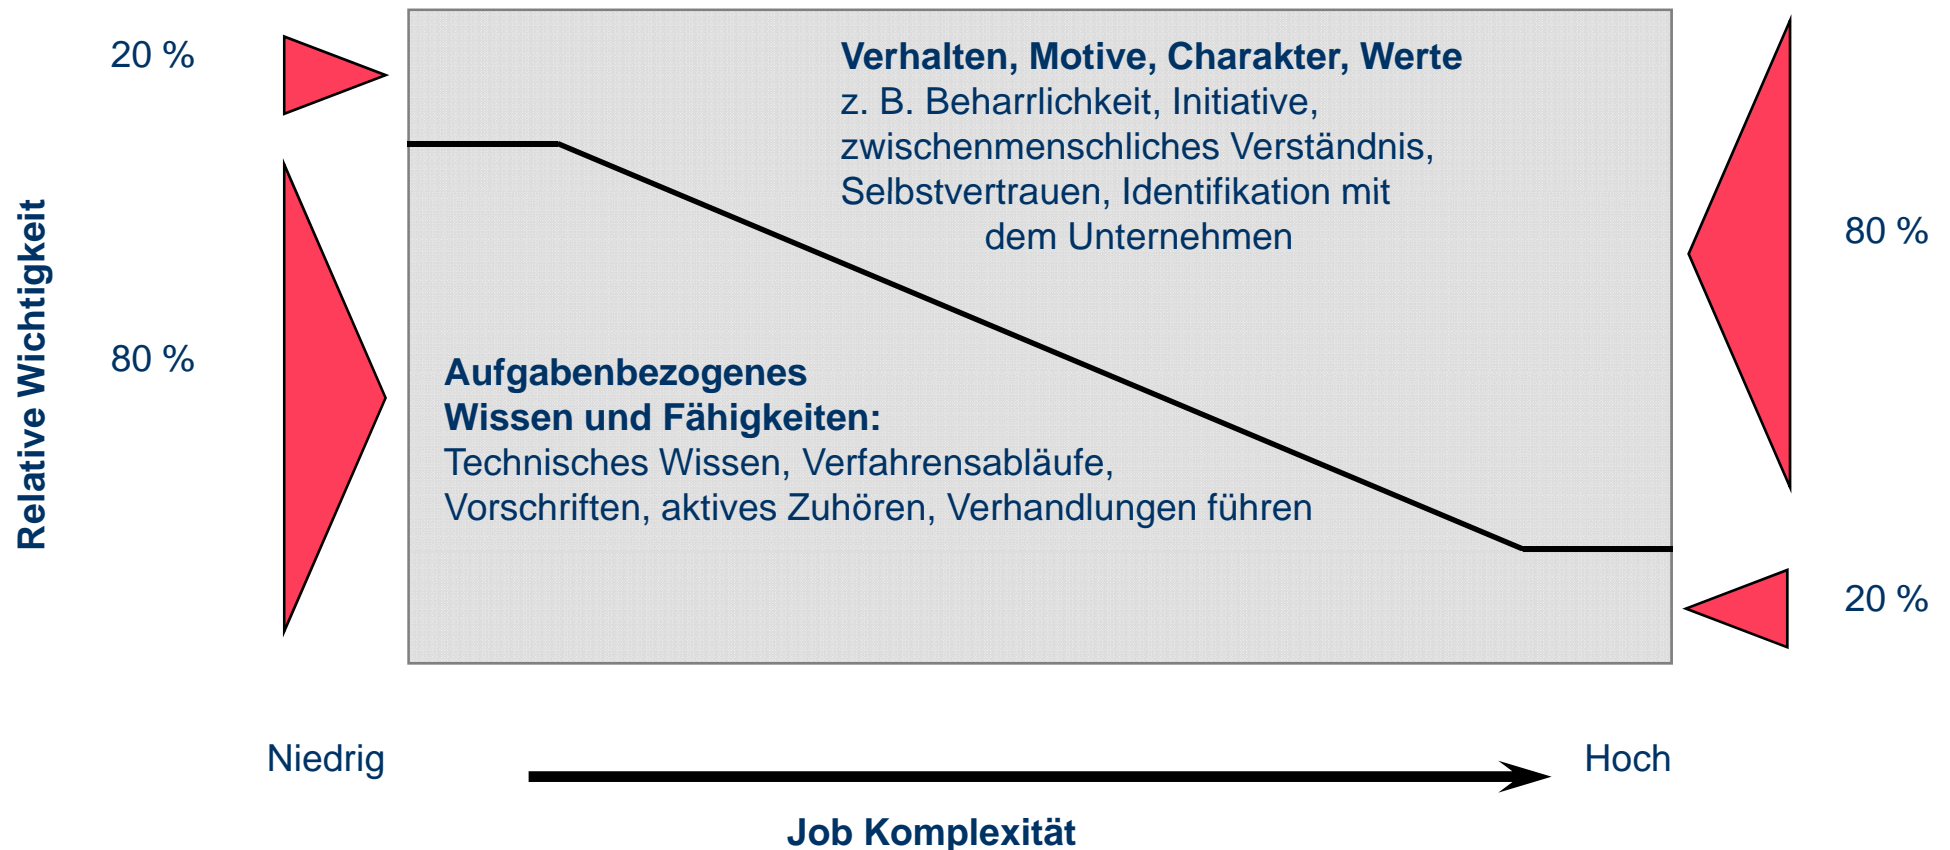 20 %
Verhalten, Motive, Charakter, Werte
z. B. Beharrlichkeit, Initiative,
zwischenmenschliches Verständnis,
Selbstvertrauen, Identifikation mit
dem Unternehmen
80 %
Relative Wichtigkeit
80 %
Aufgabenbezogenes
Wissen und Fähigkeiten:
Technisches Wissen, Verfahrensabläufe,
Vorschriften, aktives Zuhören, Verhandlungen führen
20 %
Niedrig
Hoch
Job Komplexität